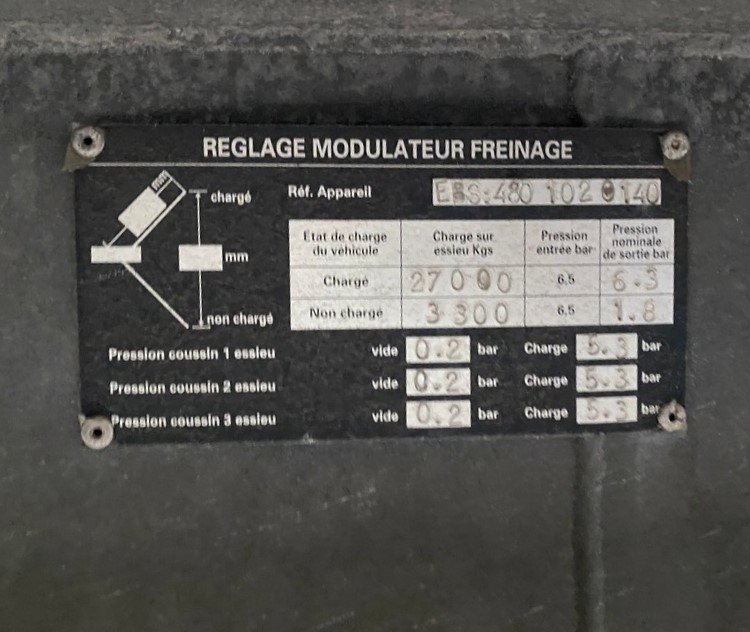 REGLAGE MODULATEUR FREINAGE
chargé
mm
non chargé
Réf. Appareil EBS:480 102 0 140
Etat de charge du véhicule Charge sur essieu Kgs Pression entrée bar Pression nominale de sortie bar
Chargé 27000 6,5 6.3
Non chargé 3300 6,5 1.8
Pression coussin 1 essieu vide 0.2 bar Charge 5.3 bar
Pression coussin 2 essieu vide 0.2 bar Charge 5.3 bar
Pression coussin 3 essieu vide 0.2 bar Charge 5.3 bar